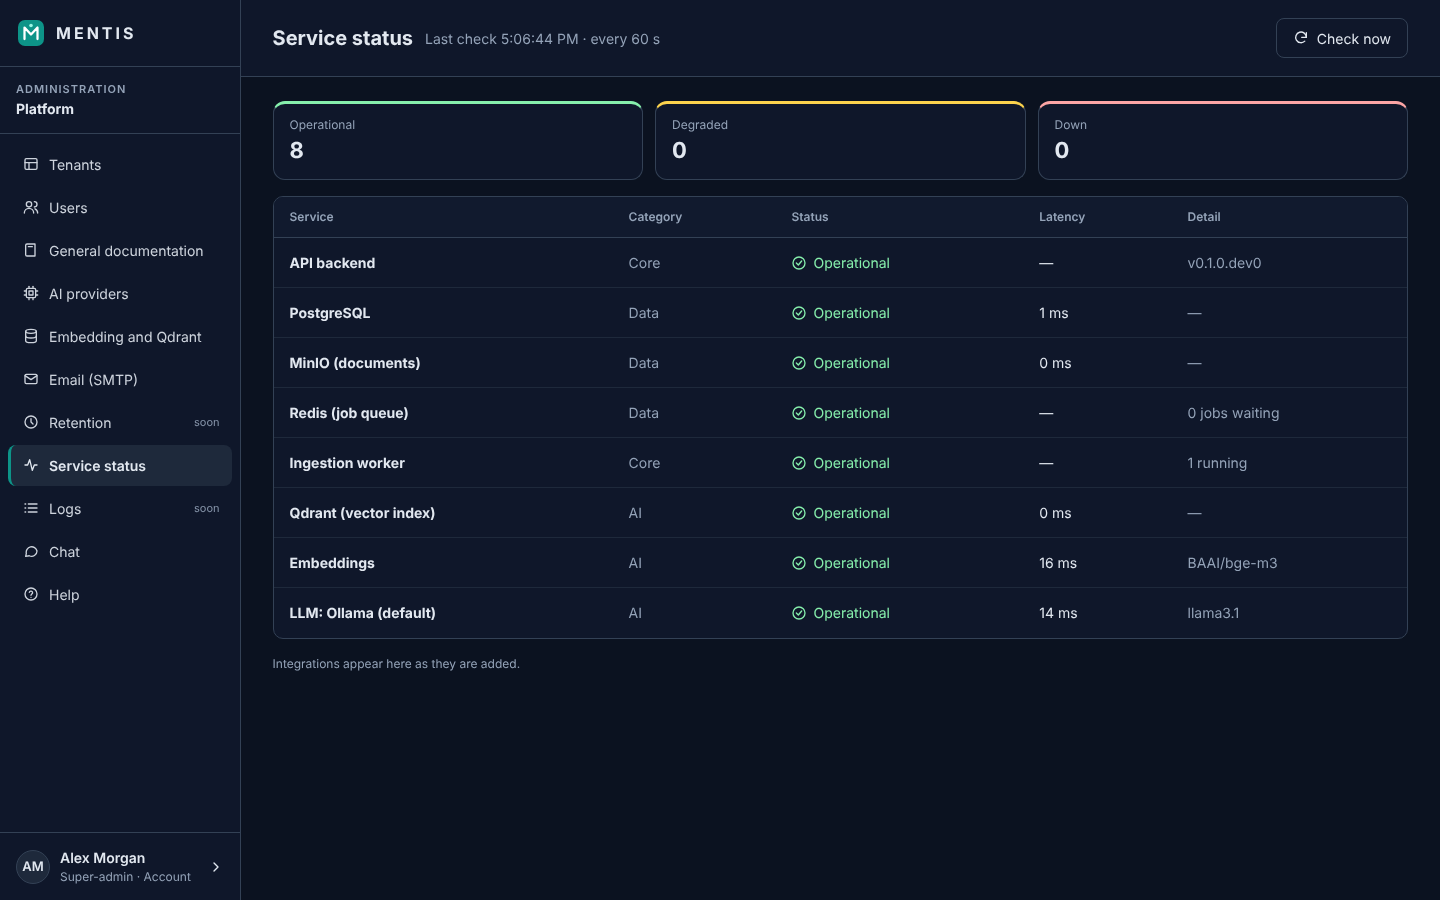 MENTIS
ADMINISTRATION
Platform
Tenants
Users
General documentation
AI providers
Embedding and Qdrant
Email (SMTP)
Retention soon
Service status
Logs soon
Chat
Help
AM
Alex Morgan
Super-admin · Account
Service status Last check 5:06:44 PM · every 60 s
Check now
Operational
8
Degraded
0
Down
0
Service Category Status Latency Detail
API backend Core Operational — v0.1.0.dev0
PostgreSQL Data Operational 1 ms —
MinIO (documents) Data Operational 0 ms —
Redis (job queue) Data Operational — 0 jobs waiting
Ingestion worker Core Operational — 1 running
Qdrant (vector index) AI Operational 0 ms —
Embeddings AI Operational 16 ms BAAI/bge-m3
LLM: Ollama (default) AI Operational 14 ms llama3.1
Integrations appear here as they are added.